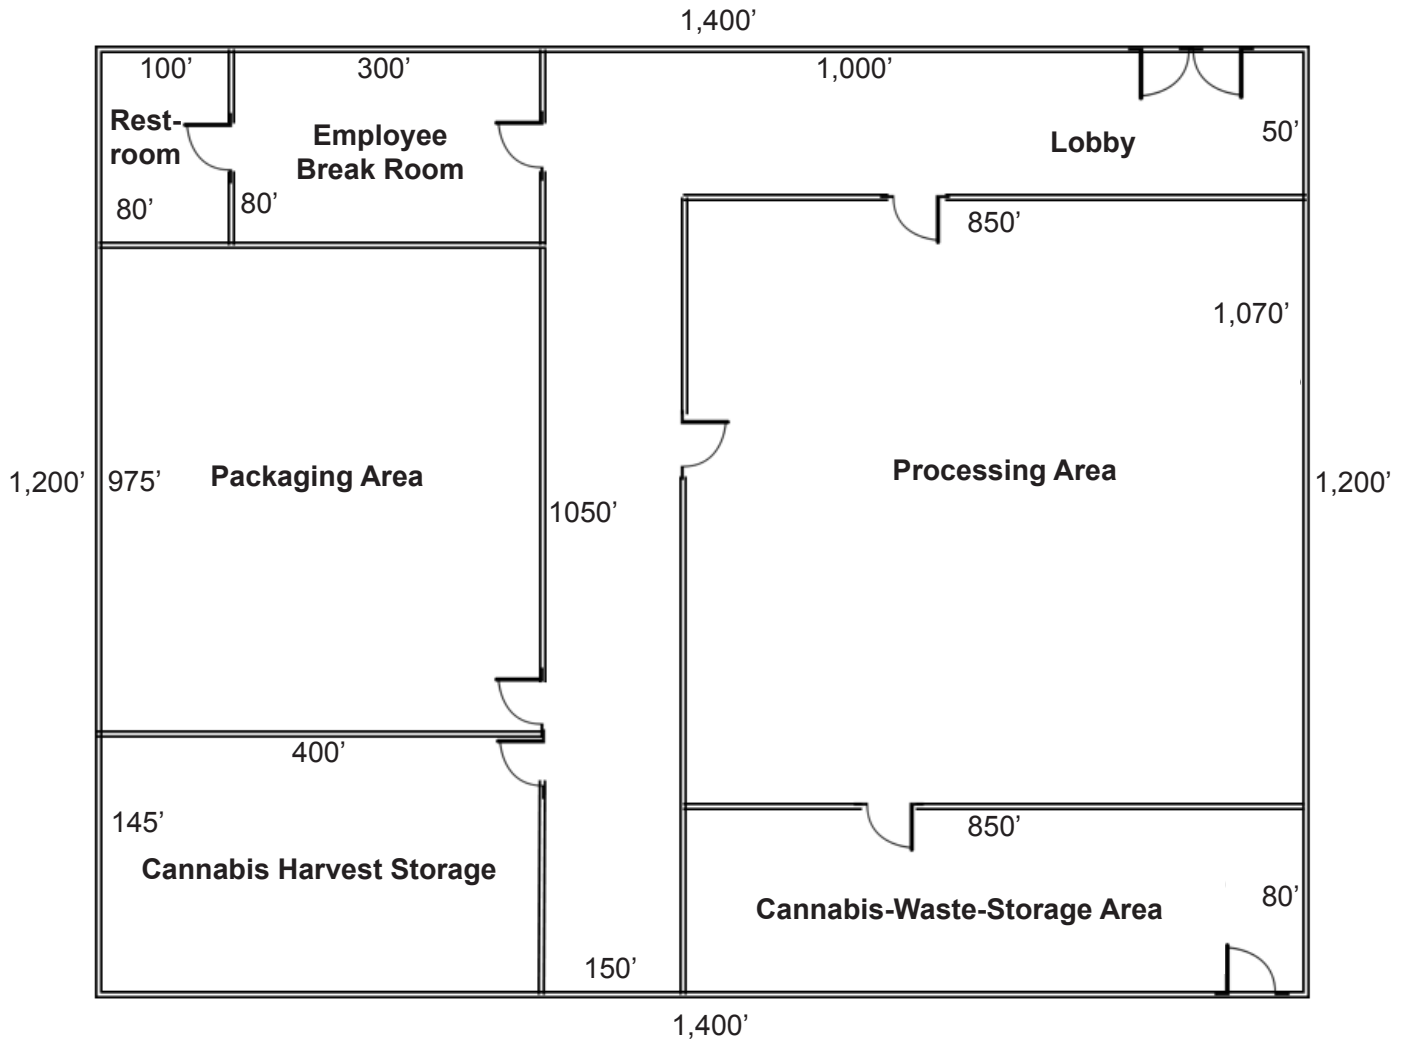 1,400’
100’
300’
1,000’
Rest-
room
Employee
Break Room
Lobby
50’
80’
80’
850’
1,070’
1,200’
975’
Packaging Area
1050’
Processing Area
1,200’
400’
145’
Cannabis Harvest Storage
850’
Cannabis-Waste-Storage Area
80’
150’
1,400’